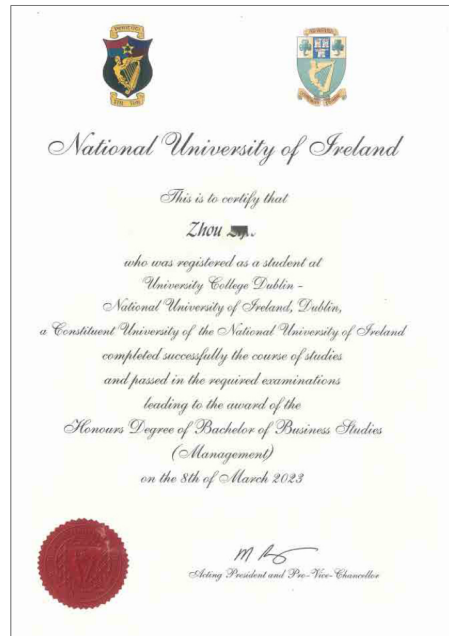 National University of Ireland
This is to certify that
Zhou
who was registered as a student at
University College Dublin -
National University of Ireland, Dublin,
a Constituent University of the National University of Ireland
completed successfully the course of studies
and passed in the required examinations
leading to the award of the
Honours Degree of Bachelor of Business Studies
(Management)
on the 8th of March 2023
Acting President and Pro-Vice-Chancellor